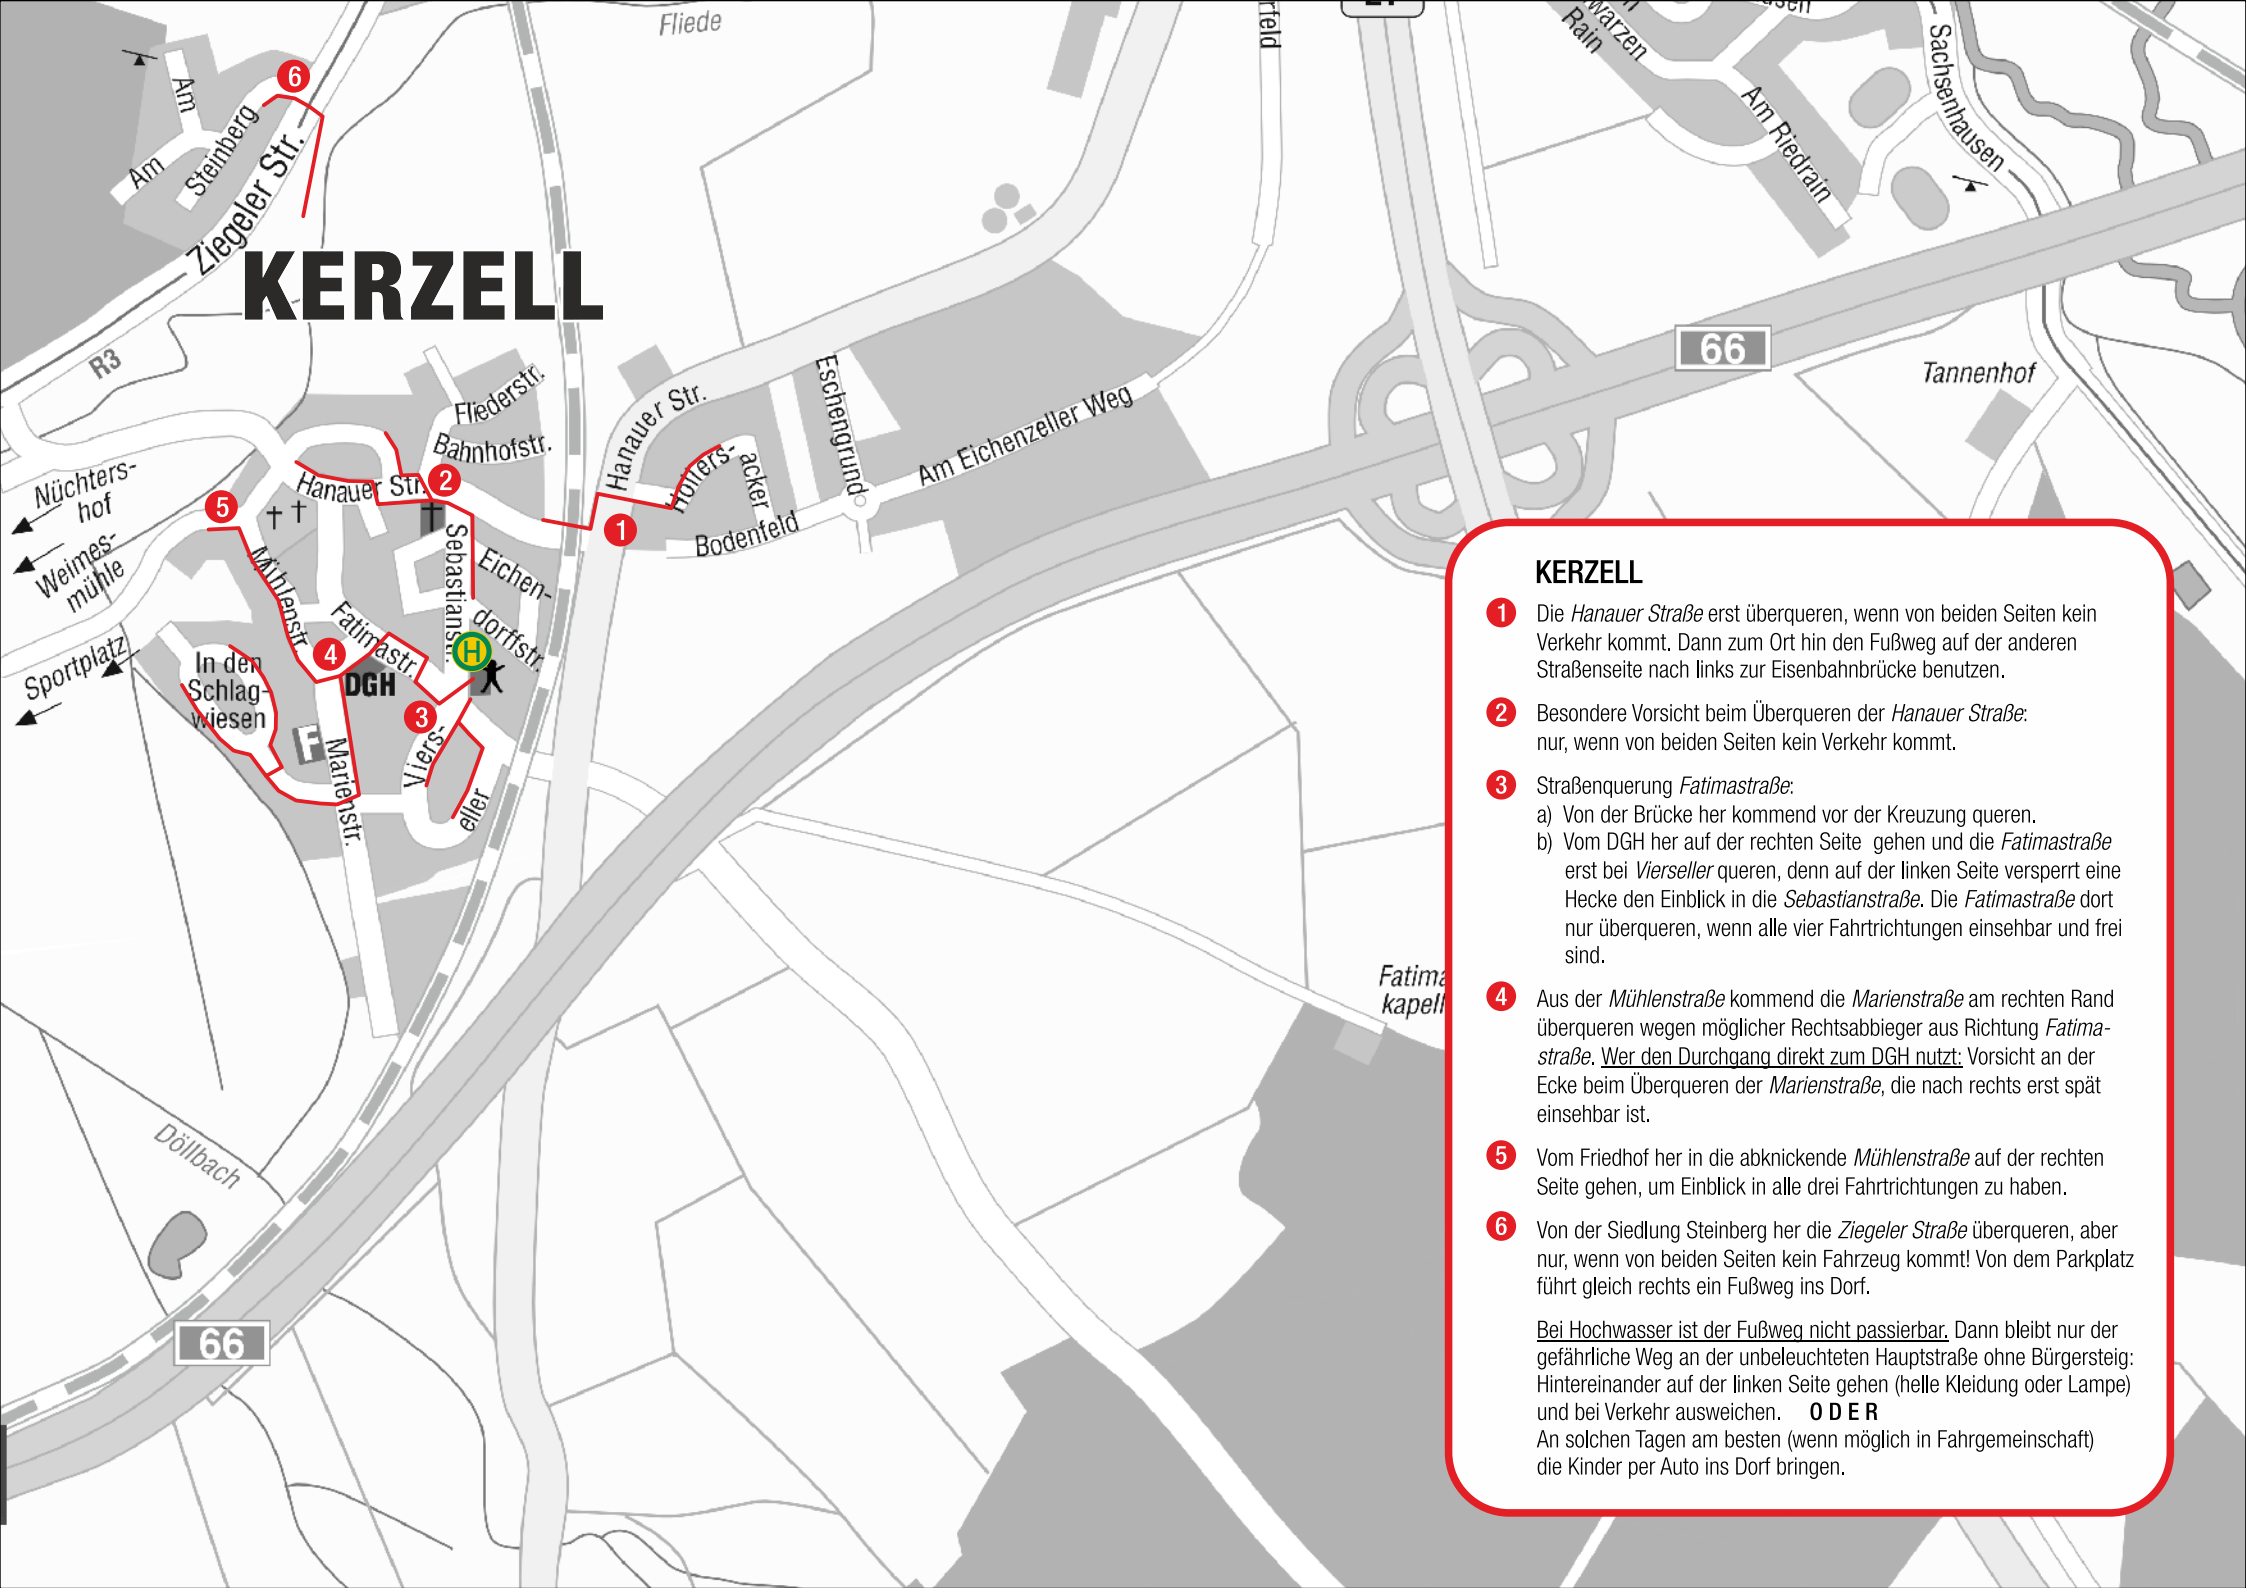 Fliede
Am
Am
Steinberg
Ziegeler Str.
6
KERZELL
R3
Rain
Am Riedrain
Sachsenhausen
66
Tannenhof
Fliederstr.
Bahnhofstr.
Hanauer Str.
Hanauer Str.
2
Eschengrund
Am Eichenzeller Weg
acker
Bodenfeld
1
Nüchters-
hof
Weimes-
mühle
Sportplatz
5
Mühlenstr.
Fatimastr.
Sebastianstr.
Eichen-
dorffstr.
H
4
DGH
3
In den
Schlag-
wiesen
F
Marienstr.
Viers-
eller
Döllbach
66
KERZELL
1 Die Hanauer Straße erst überqueren, wenn von beiden Seiten kein
Verkehr kommt. Dann zum Ort hin den Fußweg auf der anderen
Straßenseite nach links zur Eisenbahnbrücke benutzen.
2 Besondere Vorsicht beim Überqueren der Hanauer Straße:
nur, wenn von beiden Seiten kein Verkehr kommt.
3 Straßenquerung Fatimastraße:
a) Von der Brücke her kommend vor der Kreuzung queren.
b) Vom DGH her auf der rechten Seite gehen und die Fatimastraße
erst bei Vierseller queren, denn auf der linken Seite versperrt eine
Hecke den Einblick in die Sebastianstraße. Die Fatimastraße dort
nur überqueren, wenn alle vier Fahrtrichtungen einsehbar und frei
sind.
4 Aus der Mühlenstraße kommend die Marienstraße am rechten Rand
überqueren wegen möglicher Rechtsabbieger aus Richtung Fatima-
straße. Wer den Durchgang direkt zum DGH nutzt: Vorsicht an der
Ecke beim Überqueren der Marienstraße, die nach rechts erst spät
einsehbar ist.
5 Vom Friedhof her in die abknickende Mühlenstraße auf der rechten
Seite gehen, um Einblick in alle drei Fahrtrichtungen zu haben.
6 Von der Siedlung Steinberg her die Ziegeler Straße überqueren, aber
nur, wenn von beiden Seiten kein Fahrzeug kommt! Von dem Parkplatz
führt gleich rechts ein Fußweg ins Dorf.
Bei Hochwasser ist der Fußweg nicht passierbar. Dann bleibt nur der
gefährliche Weg an der unbeleuchteten Hauptstraße ohne Bürgersteig:
Hintereinander auf der linken Seite gehen (helle Kleidung oder Lampe)
und bei Verkehr ausweichen. ODER
An solchen Tagen am besten (wenn möglich in Fahrgemeinschaft)
die Kinder per Auto ins Dorf bringen.